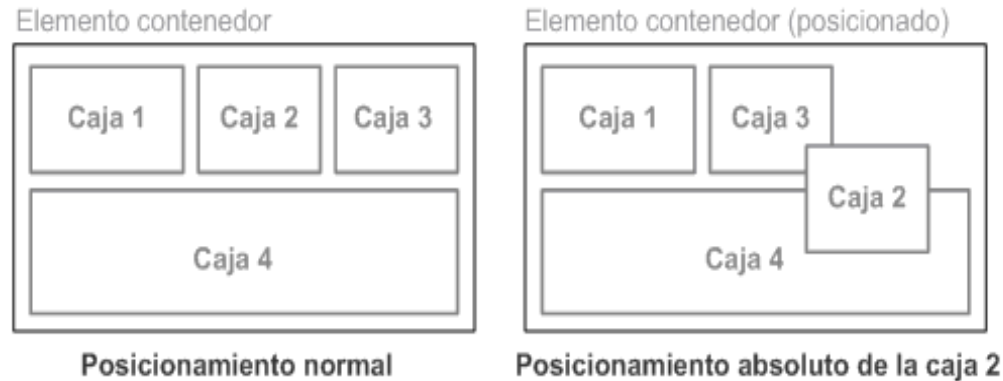 Elemento contenedor
Caja 1
Caja 2
Caja 3
Caja 4
Posicionamiento normal
Elemento contenedor (posicionado)
Caja 1
Caja 3
Caja 2
Caja 4
Posicionamiento absoluto de la caja 2